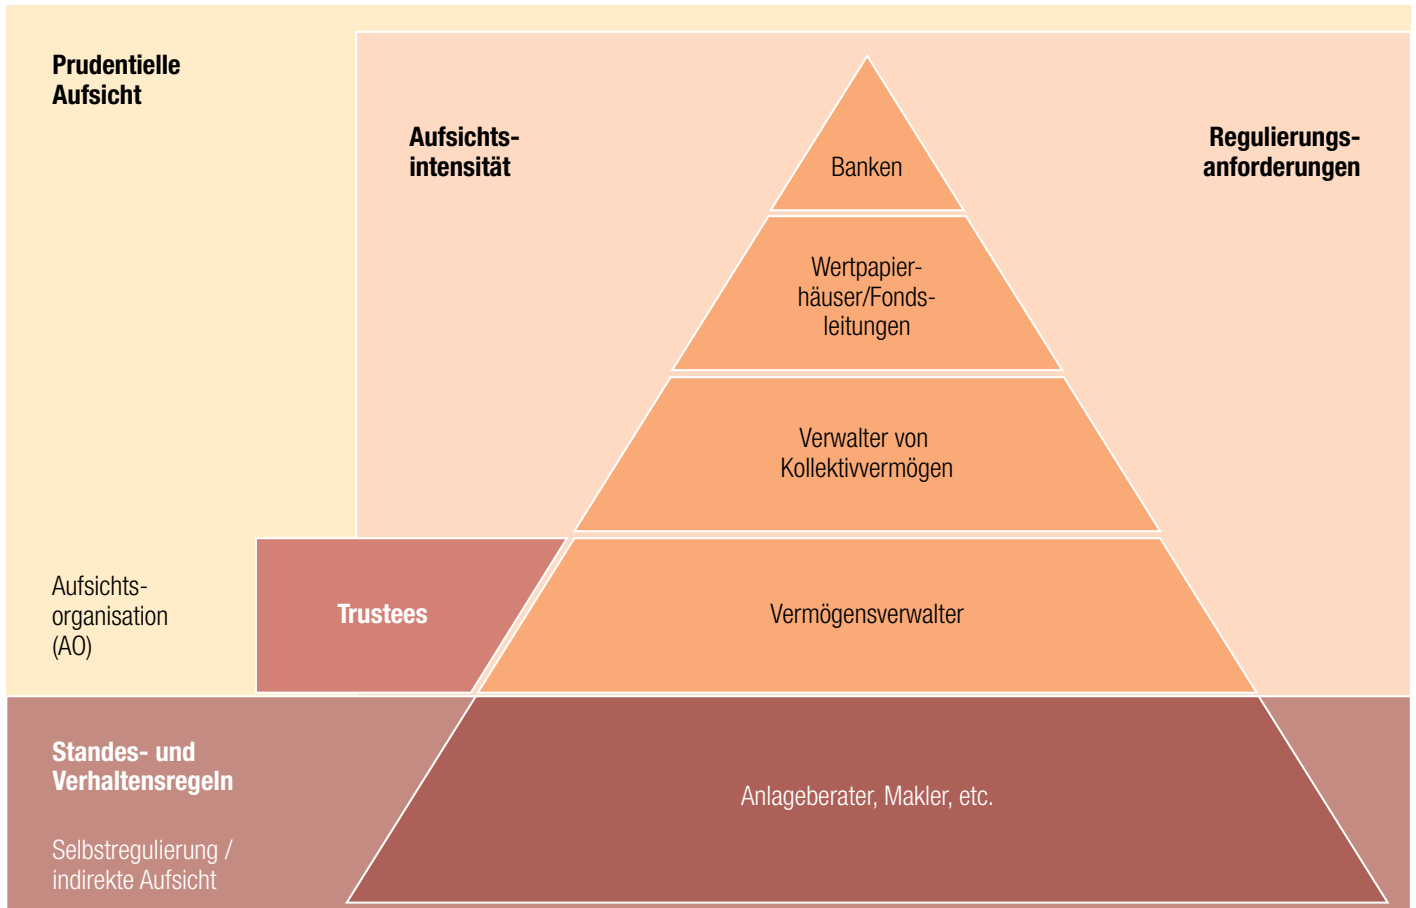 Prudentielle
Aufsicht
Aufsichts-
intensität
Regulierungs-
anforderungen
Banken
Wertpapier-
häuser/Fonds-
leitungen
Verwalter von
Kollektivvermögen
Aufsichts-
organisation
(AO)
Trustees
Vermögensverwalter
Standes- und
Verhaltensregeln
Selbstregulierung /
indirekte Aufsicht
Anlageberater, Makler, etc.